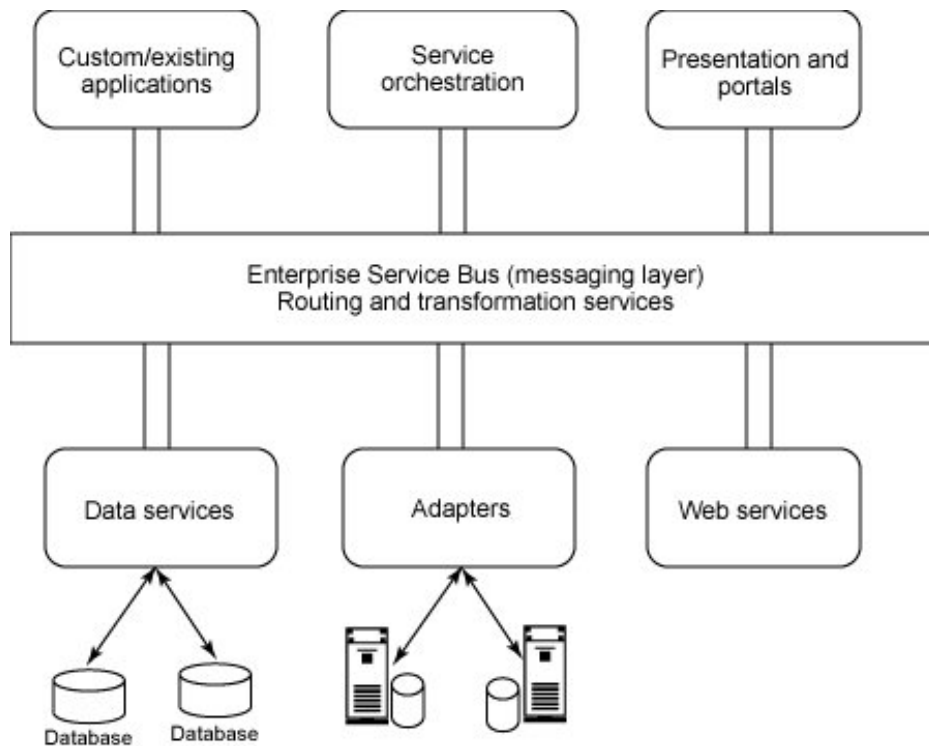 Custom/existing
applications
Service
orchestration
Presentation and
portals
Enterprise Service Bus (messaging layer)
Routing and transformation services
Data services
Adapters
Web services
Database
Database